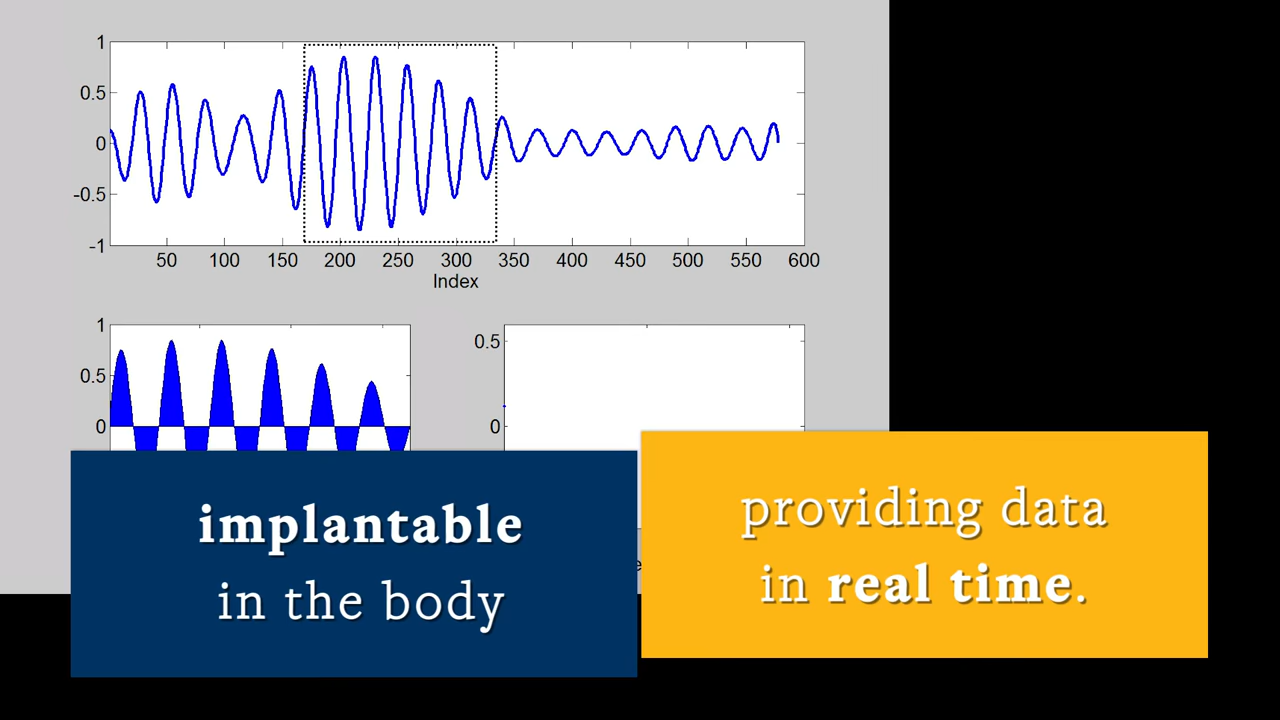 1
0.5
0
-0.5
-1
50 100 150 200 250 300 350 400 450 500 550 600
Index
1
0.5
0
0.5
0
implantable
in the body
providing data
in real time.